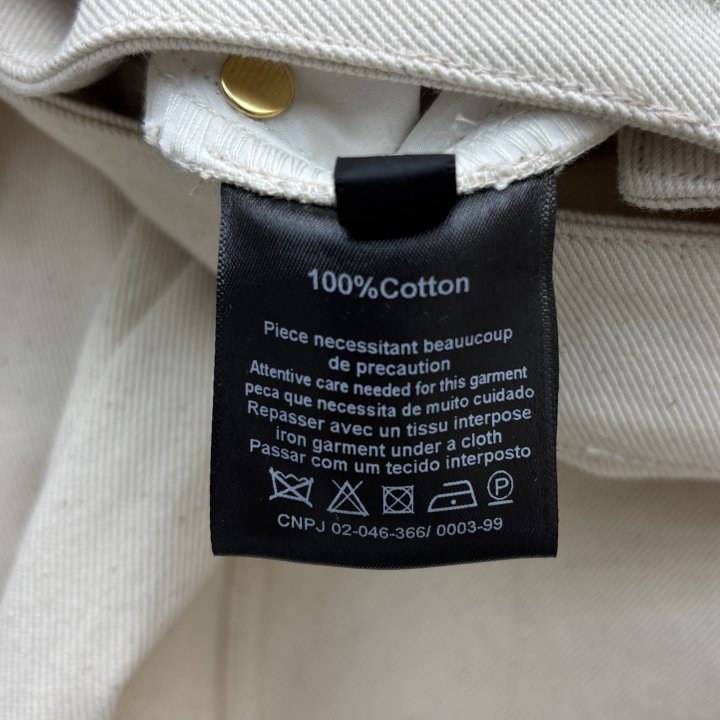 100%Cotton
Piece necessitant beauucoup
de precaution
Attentive care needed for this garment
peca que necessita de muito cuidado
Repasser avec un tissu interpose
iron garment under a cloth
Passar com um tecido interposto
P
CNPJ 02-046-366/ 0003-99